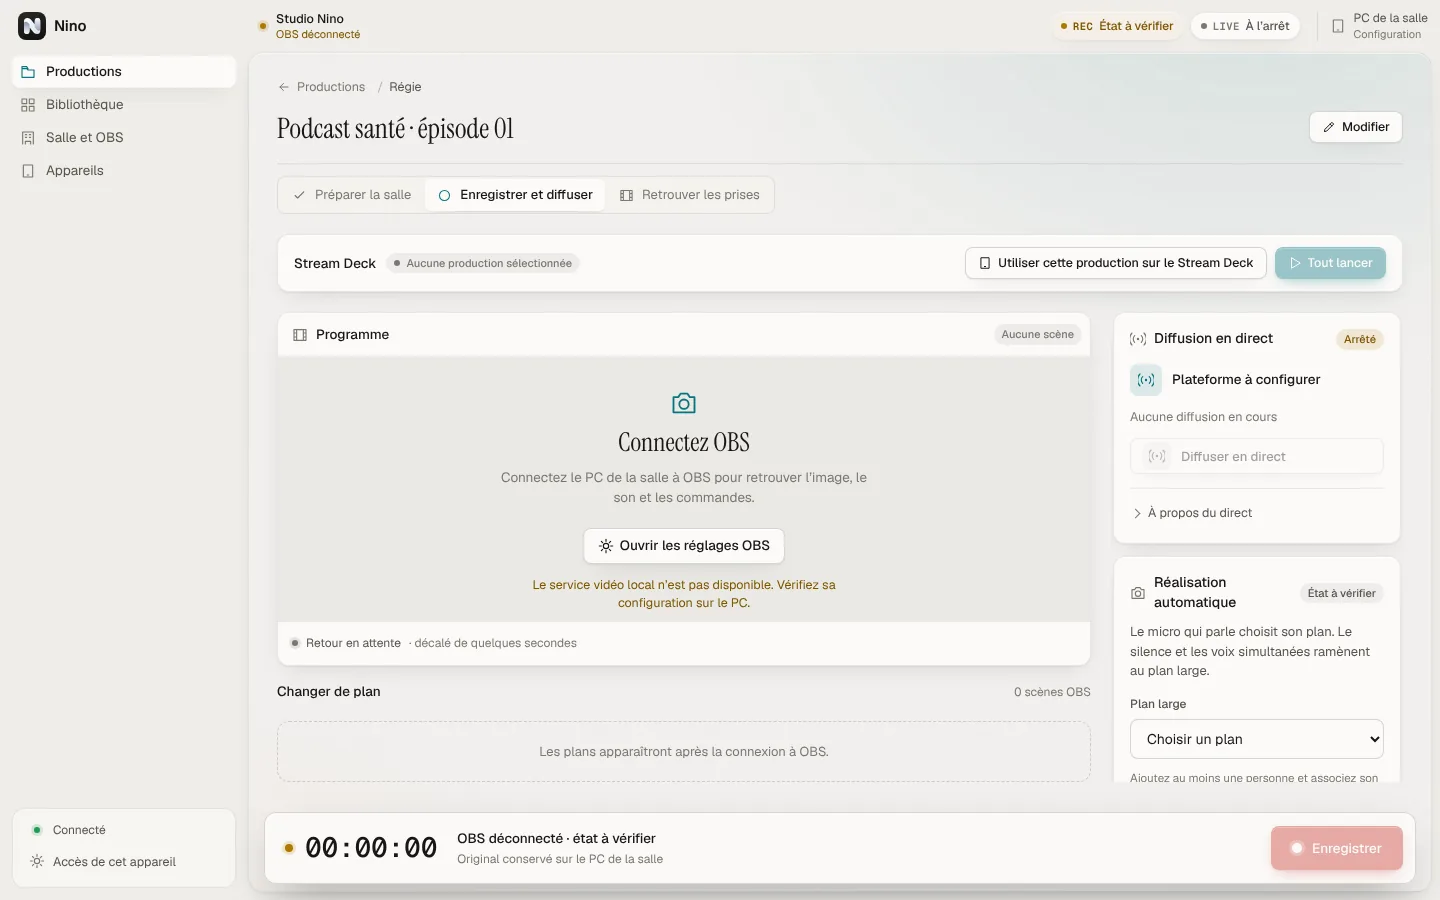 Nino
Studio Nino
OBS déconnecté
REC État à vérifier
LIVE À l'arrêt
PC de la salle
Configuration
Productions
Bibliothèque
Salle et OBS
Appareils
← Productions / Régie
Podcast santé · épisode 01
Modifier
Préparer la salle
Enregistrer et diffuser
Retrouver les prises
Stream Deck
Aucune production sélectionnée
Utiliser cette production sur le Stream Deck
Tout lancer
Programme
Aucune scène
Connectez OBS
Connectez le PC de la salle à OBS pour retrouver l'image, le
son et les commandes.
Ouvrir les réglages OBS
Le service vidéo local n'est pas disponible. Vérifiez sa
configuration sur le PC.
Retour en attente · décalé de quelques secondes
Changer de plan
0 scènes OBS
Les plans apparaîtront après la connexion à OBS.
Diffusion en direct
Arrêté
Plateforme à configurer
Aucune diffusion en cours
Diffuser en direct
À propos du direct
Réalisation
automatique
État à vérifier
Le micro qui parle choisit son plan. Le
silence et les voix simultanées ramènent
au plan large.
Plan large
Choisir un plan
Ajoutez au moins une personne et associez son
Connecté
Accès de cet appareil
00:00:00
OBS déconnecté · état à vérifier
Original conservé sur le PC de la salle
Enregistrer